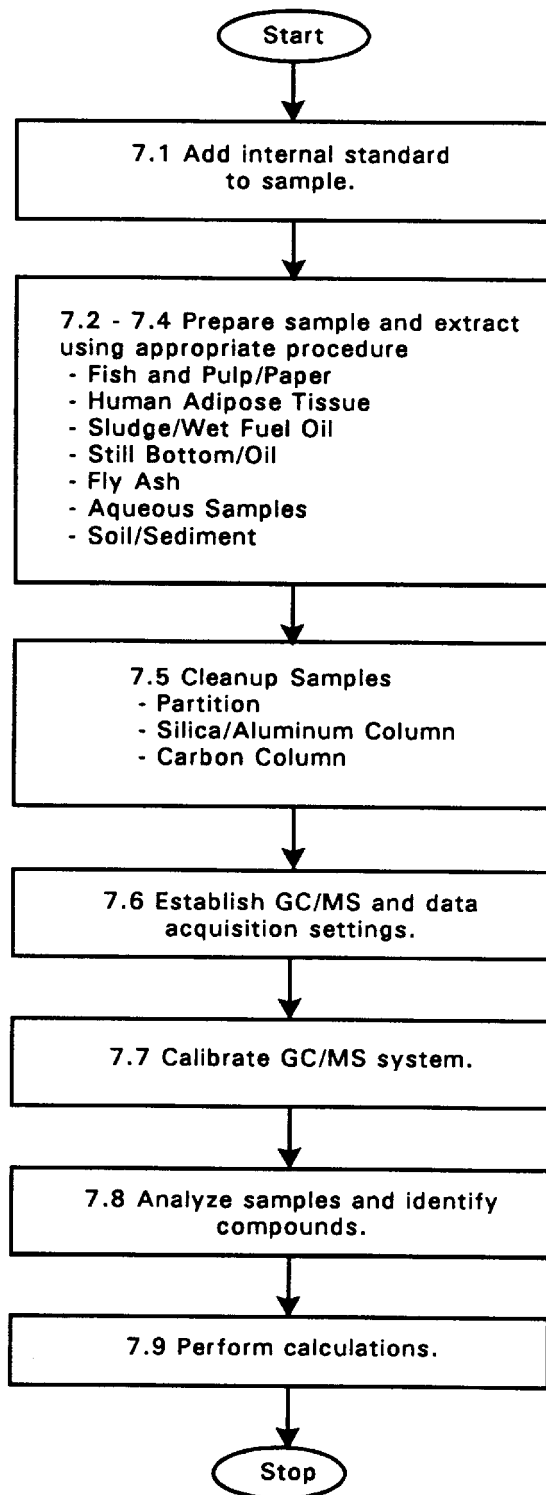 Start
7.1 Add internal standard
to sample.
7.2 - 7.4 Prepare sample and extract
using appropriate procedure
- Fish and Pulp/Paper
- Human Adipose Tissue
- Sludge/Wet Fuel Oil
- Still Bottom/Oil
- Fly Ash
- Aqueous Samples
- Soil/Sediment
7.5 Cleanup Samples
- Partition
- Silica/Aluminum Column
- Carbon Column
7.6 Establish GC/MS and data
acquisition settings.
7.7 Calibrate GC/MS system.
7.8 Analyze samples and identify
compounds.
7.9 Perform calculations.
Stop